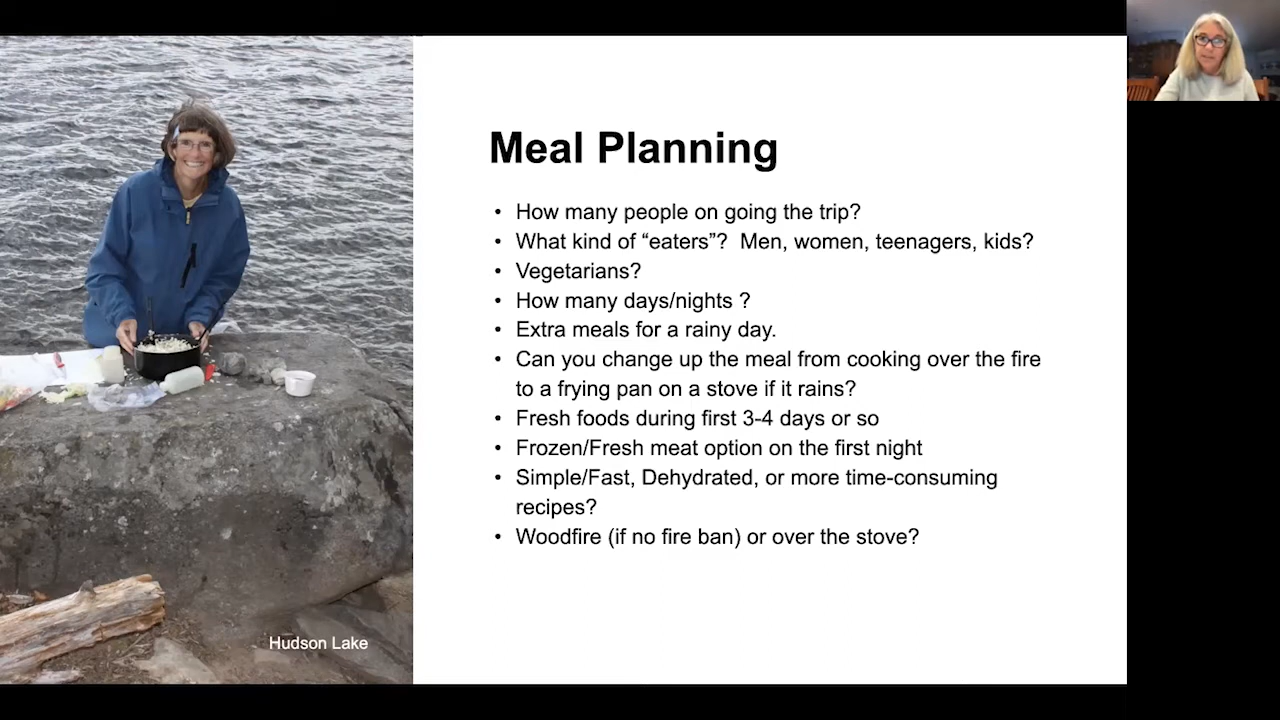 Meal Planning
• How many people on going the trip?
• What kind of “eaters”?  Men, women, teenagers, kids?
• Vegetarians?
• How many days/nights ?
• Extra meals for a rainy day.
• Can you change up the meal from cooking over the fire
to a frying pan on a stove if it rains?
• Fresh foods during first 3-4 days or so
• Frozen/Fresh meat option on the first night
• Simple/Fast, Dehydrated, or more time-consuming
recipes?
• Woodfire (if no fire ban) or over the stove?
Hudson Lake